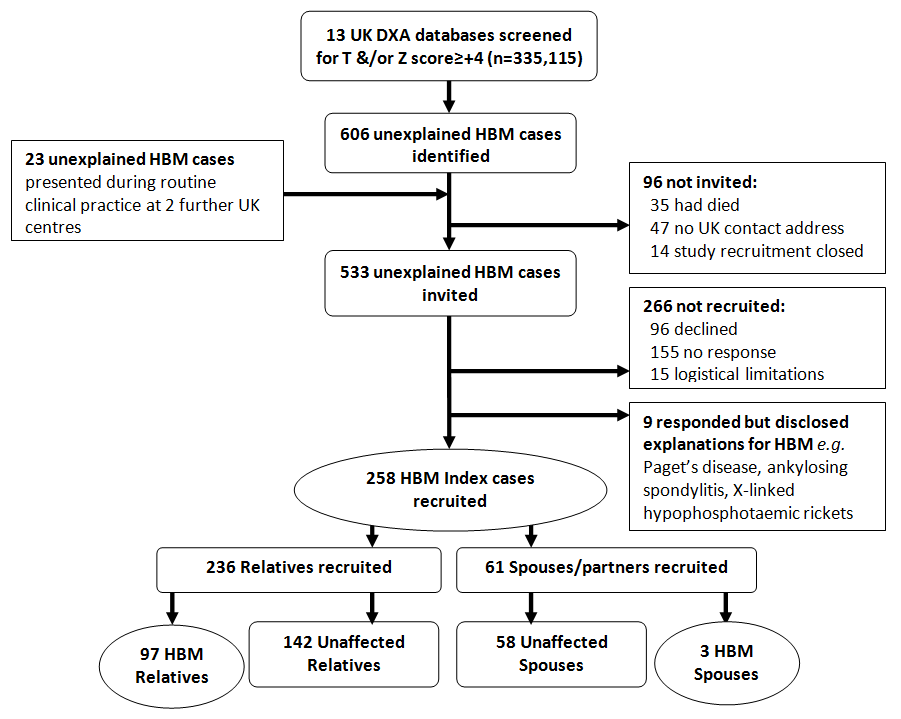 13 UK DXA databases screened
for T &/or Z score≥+4 (n=335,115)
606 unexplained HBM cases
identified
23 unexplained HBM cases
presented during routine
clinical practice at 2 further UK
centres
96 not invited:
35 had died
47 no UK contact address
14 study recruitment closed
533 unexplained HBM cases
invited
266 not recruited:
96 declined
155 no response
15 logistical limitations
9 responded but disclosed
explanations for HBM e.g.
Paget’s disease, ankylosing
spondylitis, X-linked
hypophosphotaemic rickets
258 HBM Index cases
recruited
236 Relatives recruited
61 Spouses/partners recruited
97 HBM
Relatives
142 Unaffected
Relatives
58 Unaffected
Spouses
3 HBM
Spouses